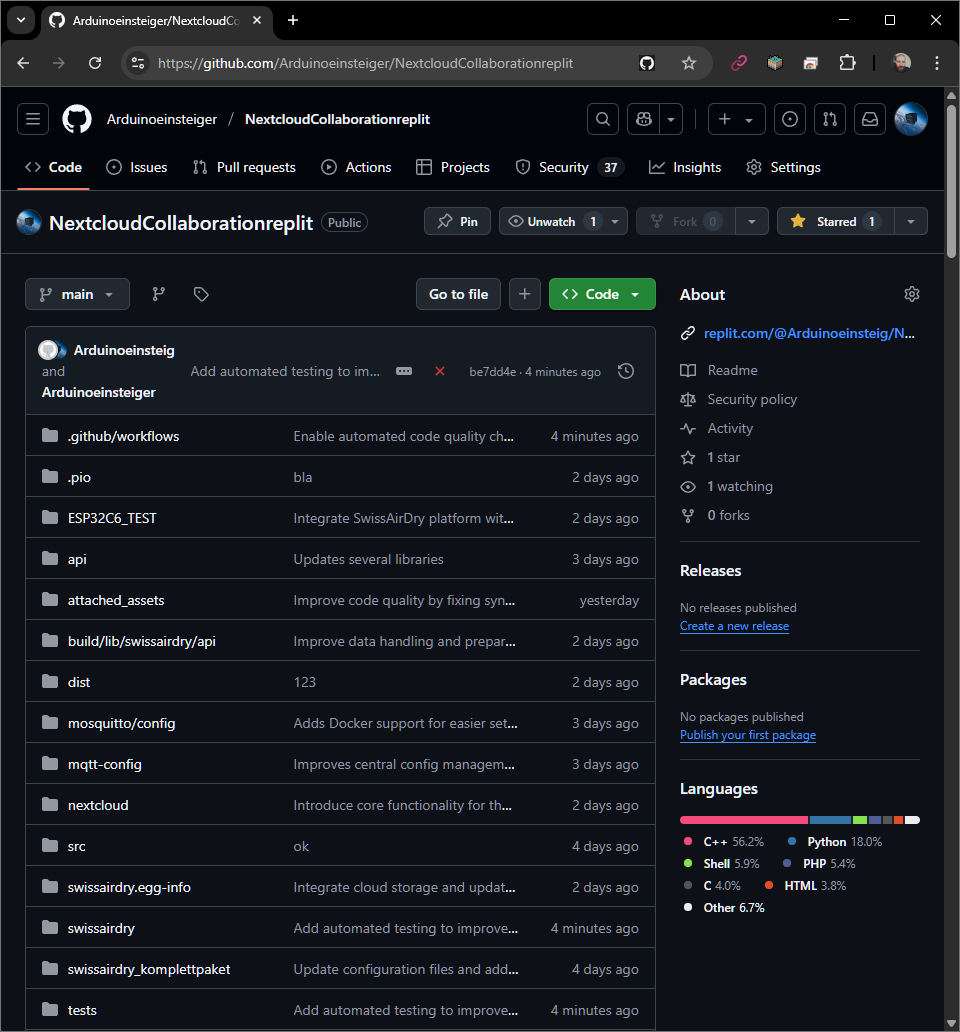 Arduinoeinsteiger/NextcloudCo
https://github.com/Arduinoeinsteiger/NextcloudCollaborationreplit
Arduinoeinsteiger / NextcloudCollaborationreplit
Code Issues Pull requests Actions Projects Security 37 Insights Settings
NextcloudCollaborationreplit Public Pin Unwatch 1 Fork 0 Starred 1
main Go to file Code
Arduinoeinsteig
and Add automated testing to im... be7dd4e · 4 minutes ago
Arduinoeinsteiger
.github/workflows Enable automated code quality ch... 4 minutes ago
.pio bla 2 days ago
ESP32C6_TEST Integrate SwissAirDry platform wit... 2 days ago
api Updates several libraries 3 days ago
attached_assets Improve code quality by fixing syn... yesterday
build/lib/swissairdry/api Improve data handling and prepar... 2 days ago
dist 123 2 days ago
mosquitto/config Adds Docker support for easier set... 3 days ago
mqtt-config Improves central config managem... 3 days ago
nextcloud Introduce core functionality for th... 2 days ago
src ok 4 days ago
swissairdry.egg-info Integrate cloud storage and updat... 2 days ago
swissairdry Add automated testing to improve... 4 minutes ago
swissairdry_komplettpaket Update configuration files and add... 4 days ago
tests Add automated testing to improve... 4 minutes ago
About
replit.com/@Arduinoeinsteig/N...
Readme
Security policy
Activity
1 star
1 watching
0 forks
Releases
No releases published
Create a new release
Packages
No packages published
Publish your first package
Languages
C++ 56.2% Python 18.0%
Shell 5.9% PHP 5.4%
C 4.0% HTML 3.8%
Other 6.7%